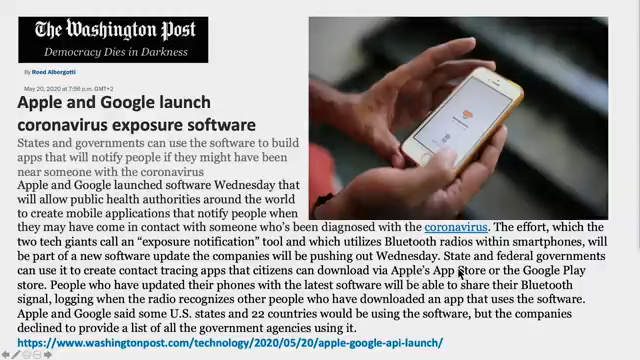 The Washington Post
Democracy Dies in Darkness
By Reed Albergotti
May 20, 2020 at 7:56 p.m. GMT+2
Apple and Google launch
coronavirus exposure software
States and governments can use the software to build
apps that will notify people if they might have been
near someone with the coronavirus
Apple and Google launched software Wednesday that
will allow public health authorities around the world
to create mobile applications that notify people when
they may have come in contact with someone who's been diagnosed with the coronavirus. The effort, which the
two tech giants call an "exposure notification" tool and which utilizes Bluetooth radios within smartphones, will
be part of a new software update the companies will be pushing out Wednesday. State and federal governments
can use it to create contact tracing apps that citizens can download via Apple's App Store or the Google Play
store. People who have updated their phones with the latest software will be able to share their Bluetooth
signal, logging when the radio recognizes other people who have downloaded an app that uses the software.
Apple and Google said some U.S. states and 22 countries would be using the software, but the companies
declined to provide a list of all the government agencies using it.
https://www.washingtonpost.com/technology/2020/05/20/apple-google-api-launch/